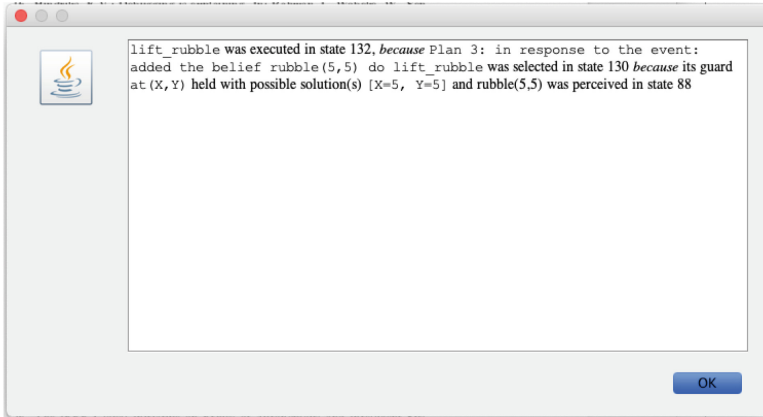 lift_rubble was executed in state 132, because Plan 3: in response to the event:
added the belief rubble(5,5) do lift_rubble was selected in state 130 because its guard
at(X,Y) held with possible solution(s) [X=5, Y=5] and rubble(5,5) was perceived in state 88
OK